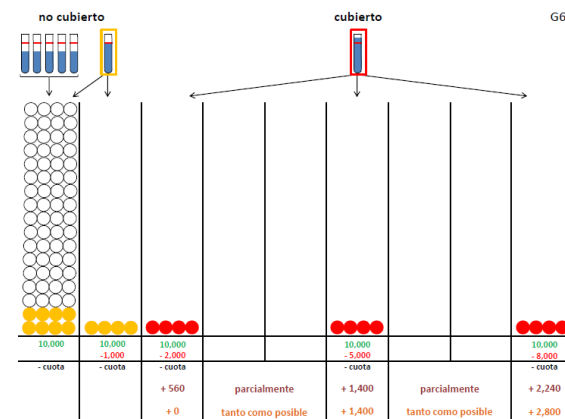 no cubierto cubierto G6
10,000 10,000 10,000 10,000 10,000
-1,000 - 2,000 - 5,000 - 8,000
- cuota - cuota - cuota - cuota - cuota
+ 560 parcialmente + 1,400 parcialmente + 2,240
+ 0 tanto como posible + 1,400 tanto como posible + 2,800